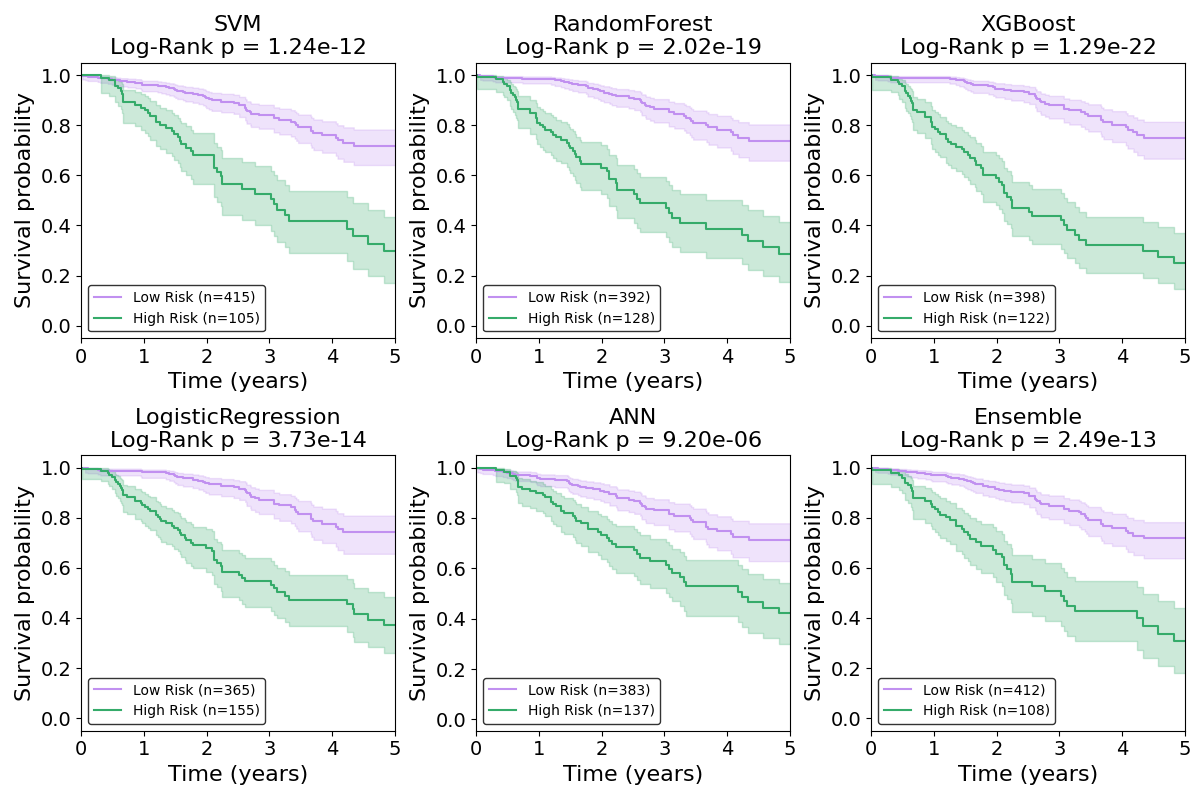 SVM
Log-Rank p = 1.24e-12
Survival probability
1.0
0.8
0.6
0.4
0.2
0.0
Low Risk (n=415)
High Risk (n=105)
0 1 2 3 4 5
Time (years)
RandomForest
Log-Rank p = 2.02e-19
Survival probability
1.0
0.8
0.6
0.4
0.2
0.0
Low Risk (n=392)
High Risk (n=128)
0 1 2 3 4 5
Time (years)
XGBoost
Log-Rank p = 1.29e-22
Survival probability
1.0
0.8
0.6
0.4
0.2
0.0
Low Risk (n=398)
High Risk (n=122)
0 1 2 3 4 5
Time (years)
LogisticRegression
Log-Rank p = 3.73e-14
Survival probability
1.0
0.8
0.6
0.4
0.2
0.0
Low Risk (n=365)
High Risk (n=155)
0 1 2 3 4 5
Time (years)
ANN
Log-Rank p = 9.20e-06
Survival probability
1.0
0.8
0.6
0.4
0.2
0.0
Low Risk (n=383)
High Risk (n=137)
0 1 2 3 4 5
Time (years)
Ensemble
Log-Rank p = 2.49e-13
Survival probability
1.0
0.8
0.6
0.4
0.2
0.0
Low Risk (n=412)
High Risk (n=108)
0 1 2 3 4 5
Time (years)